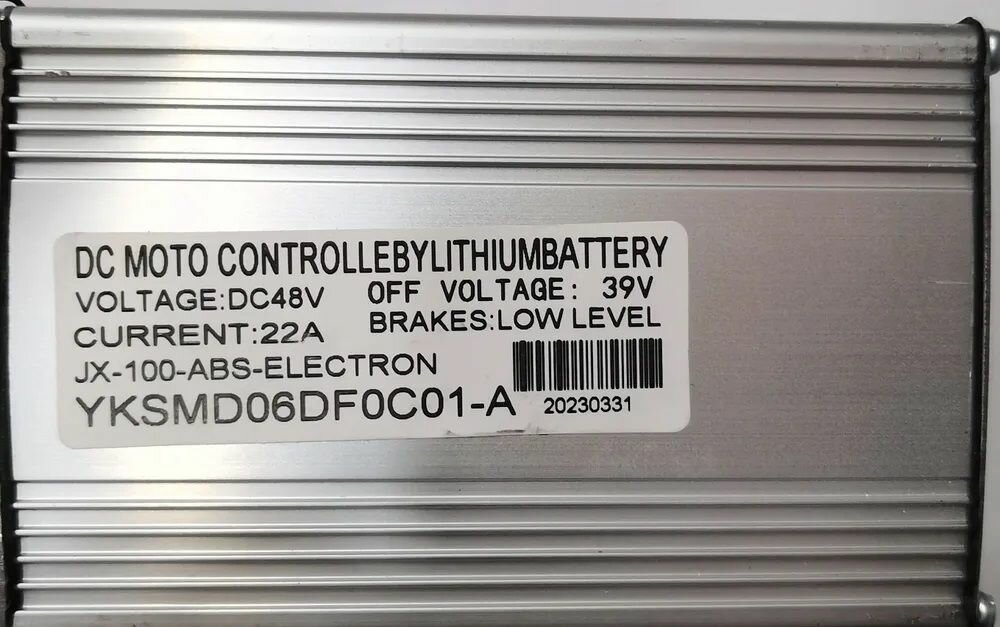 DC MOTO CONTROLLEBYLITHIUMBATTERY
VOLTAGE:DC48V OFF VOLTAGE: 39V
CURRENT:22A BRAKES:LOW LEVEL
JX-100-ABS-ELECTRON
YKSMD06DF0C01-A 20230331